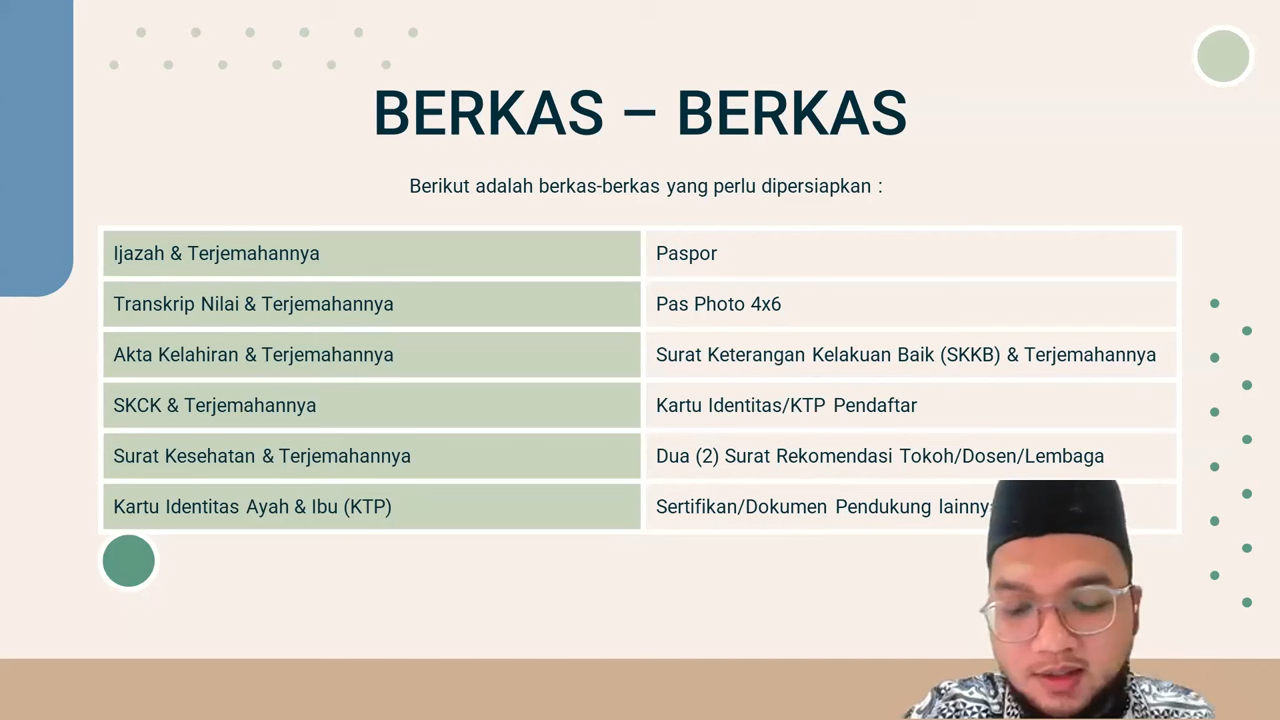 BERKAS – BERKAS
Berikut adalah berkas-berkas yang perlu dipersiapkan :
Ijazah & Terjemahannya
Paspor
Transkrip Nilai & Terjemahannya
Pas Photo 4x6
Akta Kelahiran & Terjemahannya
Surat Keterangan Kelakuan Baik (SKKB) & Terjemahannya
SKCK & Terjemahannya
Kartu Identitas/KTP Pendaftar
Surat Kesehatan & Terjemahannya
Dua (2) Surat Rekomendasi Tokoh/Dosen/Lembaga
Kartu Identitas Ayah & Ibu (KTP)
Sertifikan/Dokumen Pendukung